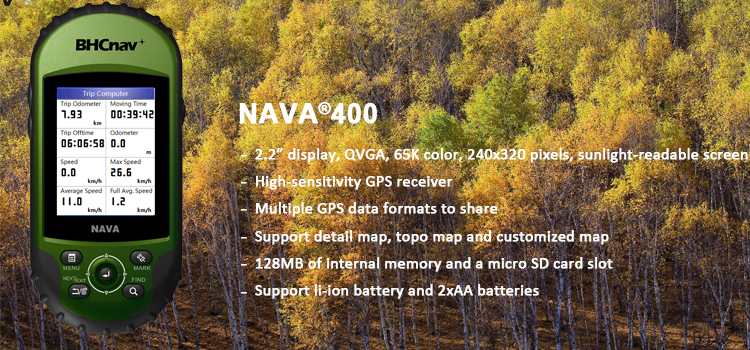 BHCnav+
Trip Computer
Trip Odometer Moving Time
7.93 km 00:39:42
Trip Offtime Odometer
06:06:58 0.0 m
Speed Max Speed
0.0 km/h 26.6 km/h
Average Speed Full Avg. Speed
11.0 km/h 1.2 km/h
NAVA
MENU MARK
NEXT/EXIT FIND
NAVA®400
- 2.2” display, QVGA, 65K color, 240x320 pixels, sunlight-readable screen
- High-sensitivity GPS receiver
- Multiple GPS data formats to share
- Support detail map, topo map and customized map
- 128MB of internal memory and a micro SD card slot
- Support li-ion battery and 2xAA batteries